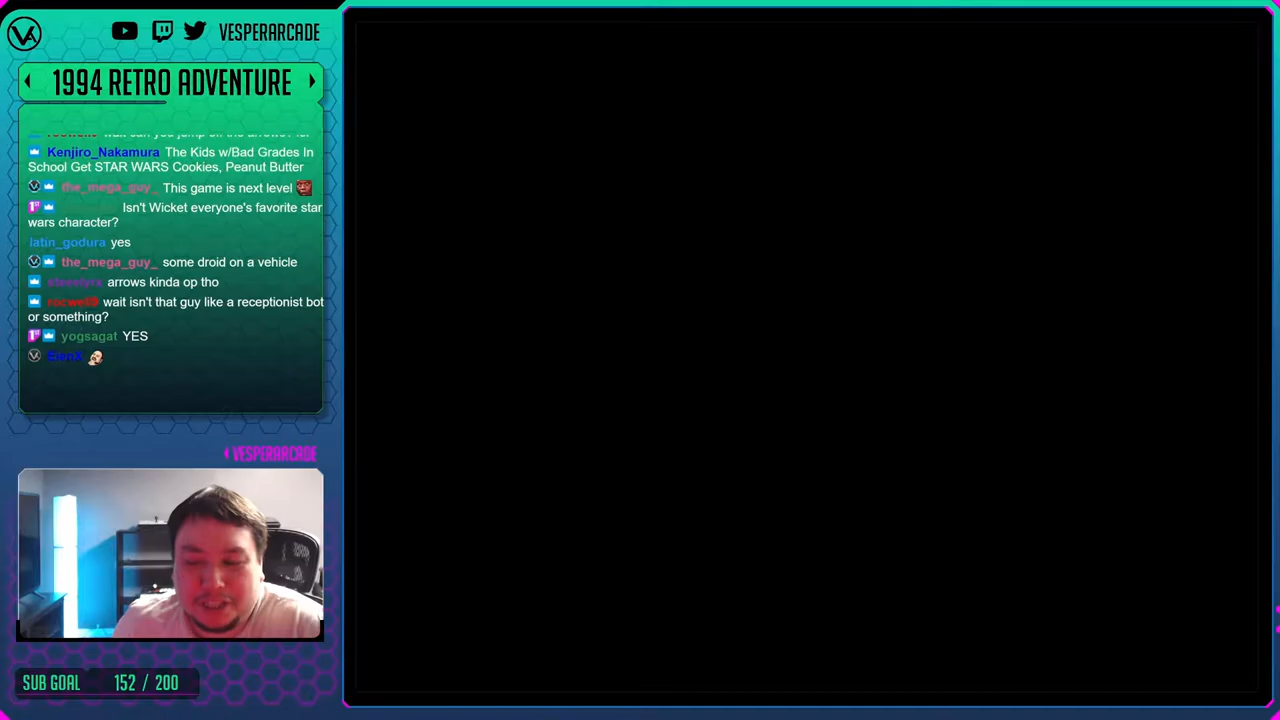 VESPERARCADE
1994 RETRO ADVENTURE
Kenjiro_Nakamura The Kids w/Bad Grades In
School Get STAR WARS Cookies, Peanut Butter
the_mega_guy_ This game is next level
Isn't Wicket everyone's favorite star
wars character?
latin_godura yes
the_mega_guy_ some droid on a vehicle
arrows kinda op tho
wait isn't that guy like a receptionist bot
or something?
yogsagat YES
ElenX
VESPERARCADE
SUB GOAL 152 / 200